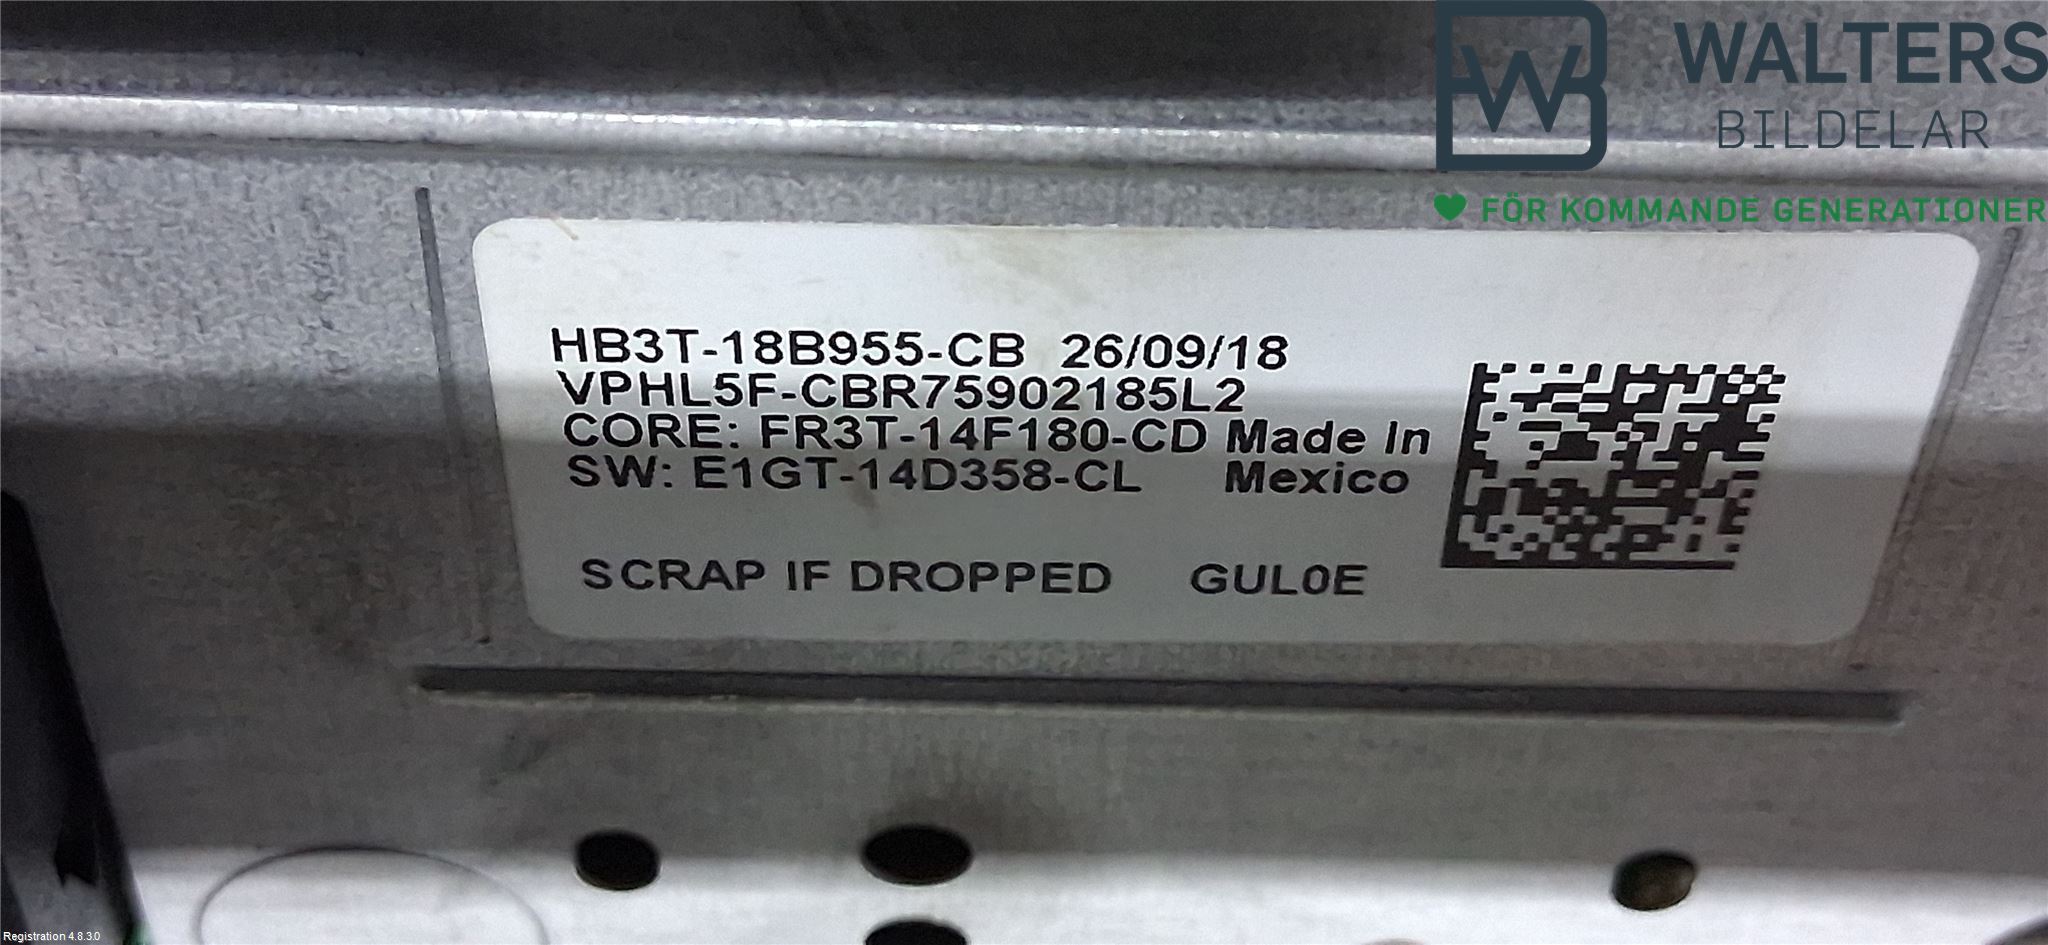 WALTERS
BILDELAR
FÖR KOMMANDE GENERATIONER
HB3T-18B955-CB 26/09/18
VPHL5F-CBR75902185L2
CORE: FR3T-14F180-CD Made In
SW: E1GT-14D358-CL Mexico
SCRAP IF DROPPED GUL0E
Registration 4.8.3.0